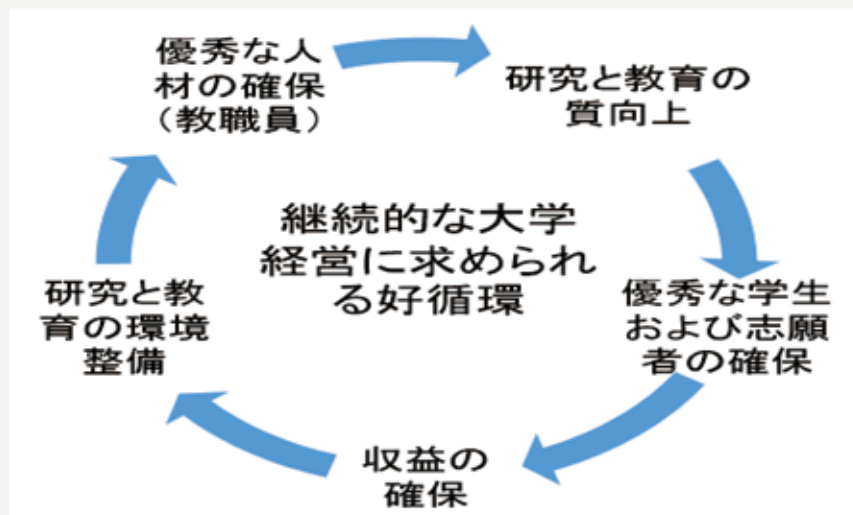 優秀な人
材の確保
（教職員）
研究と教育の
質向上
継続的な大学
経営に求められ
る好循環
研究と教
育の環境
整備
優秀な学生
および志願
者の確保
収益の
確保